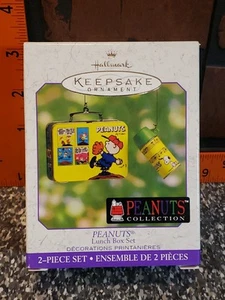 Hallmark
KEEPSAKE
ORNAMENT
PEANUTS
PEANUTS
COLLECTION
PEANUTS®
Lunch Box Set
DÉCORATIONS PRINTANIÈRES
2-PIECE SET • ENSEMBLE DE 2 PIÈCES